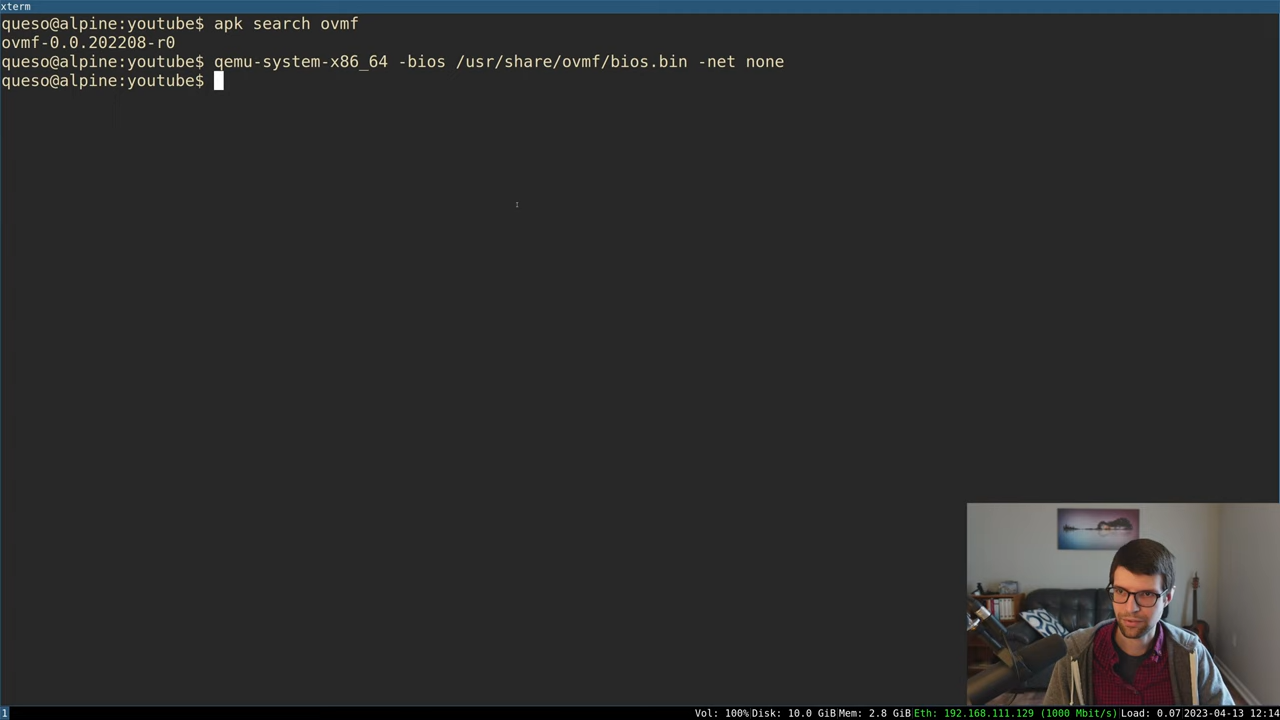 xterm
queso@alpine:youtube$ apk search ovmf
ovmf-0.0.202208-r0
queso@alpine:youtube$ qemu-system-x86_64 -bios /usr/share/ovmf/bios.bin -net none
queso@alpine:youtube$
1 Vol: 100% Disk: 10.0 GiB Mem: 2.8 GiB Eth: 192.168.111.129 (1000 Mbit/s) Load: 0.07 2023-04-13 12:14